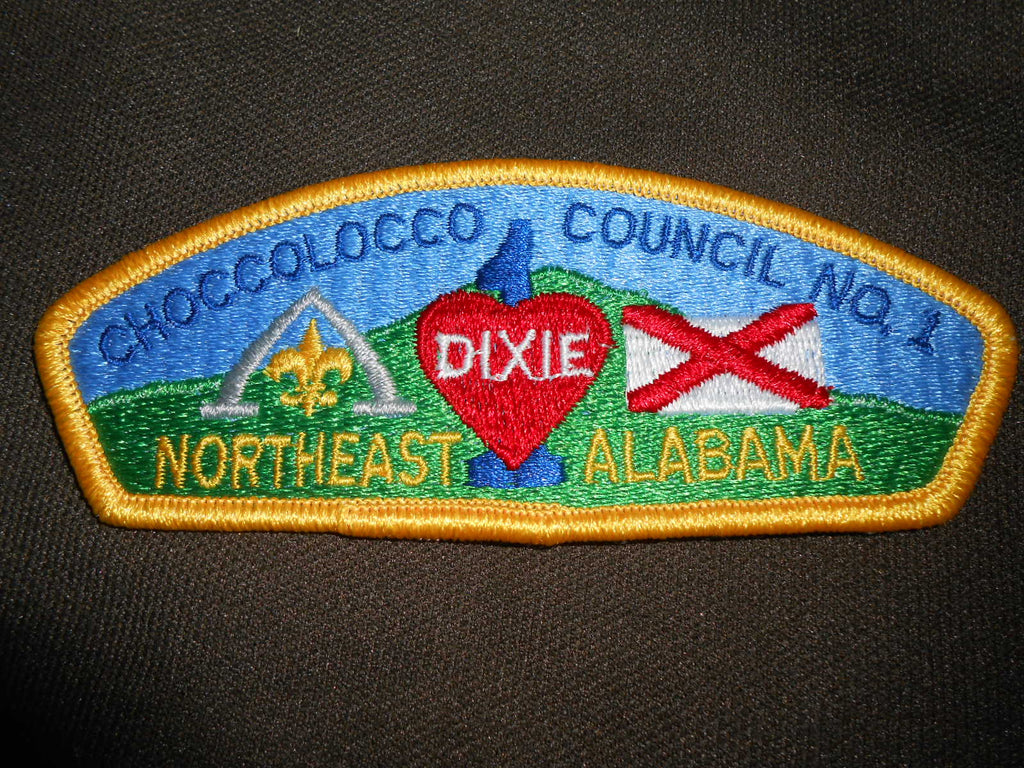 CHOCCOLOCCO COUNCIL NO. 1
DIXIE
NORTHEAST ALABAMA